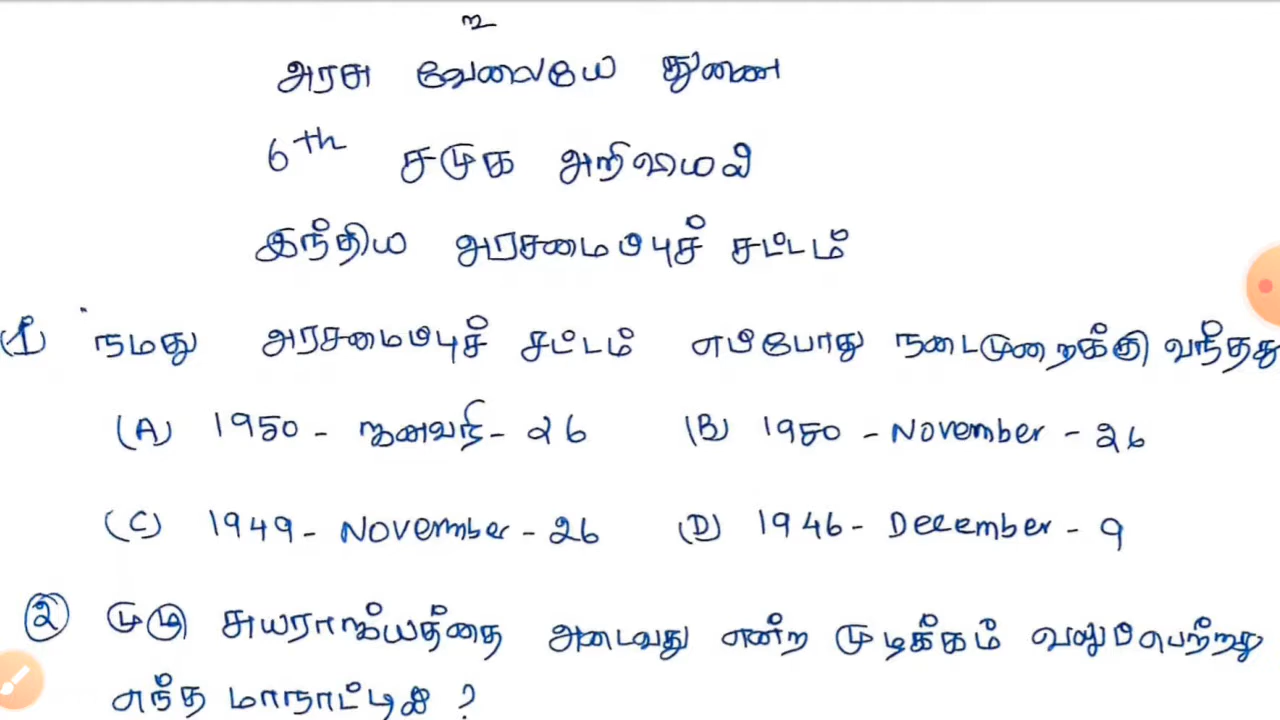 உ
அரசு வேலையே துணை
6th சமூக அறிவியல்
இந்திய அரசமைப்புச் சட்டம்
(1) நமது அரசமைப்புச் சட்டம் எப்போது நடைமுறைக்கு வந்தது
(A) 1950 - ஜனவரி - 26 (B) 1950 - November - 26
(C) 1949 - November - 26 (D) 1946 - December - 9
(2) முழு சுயராஜ்யத்தை அடைவது என்ற முழக்கம் வலுப்பெற்றது
எந்த மாநாட்டில் ?